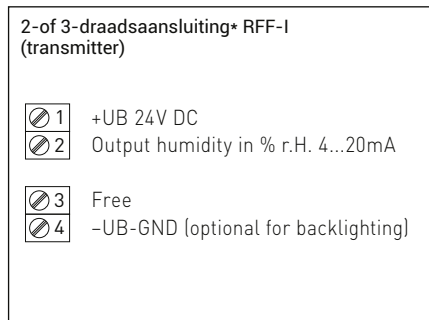 2-of 3-draadsaansluiting* RFF-I
(transmitter)
1 +UB 24V DC
2 Output humidity in % r.H. 4...20mA
3 Free
4 –UB-GND (optional for backlighting)